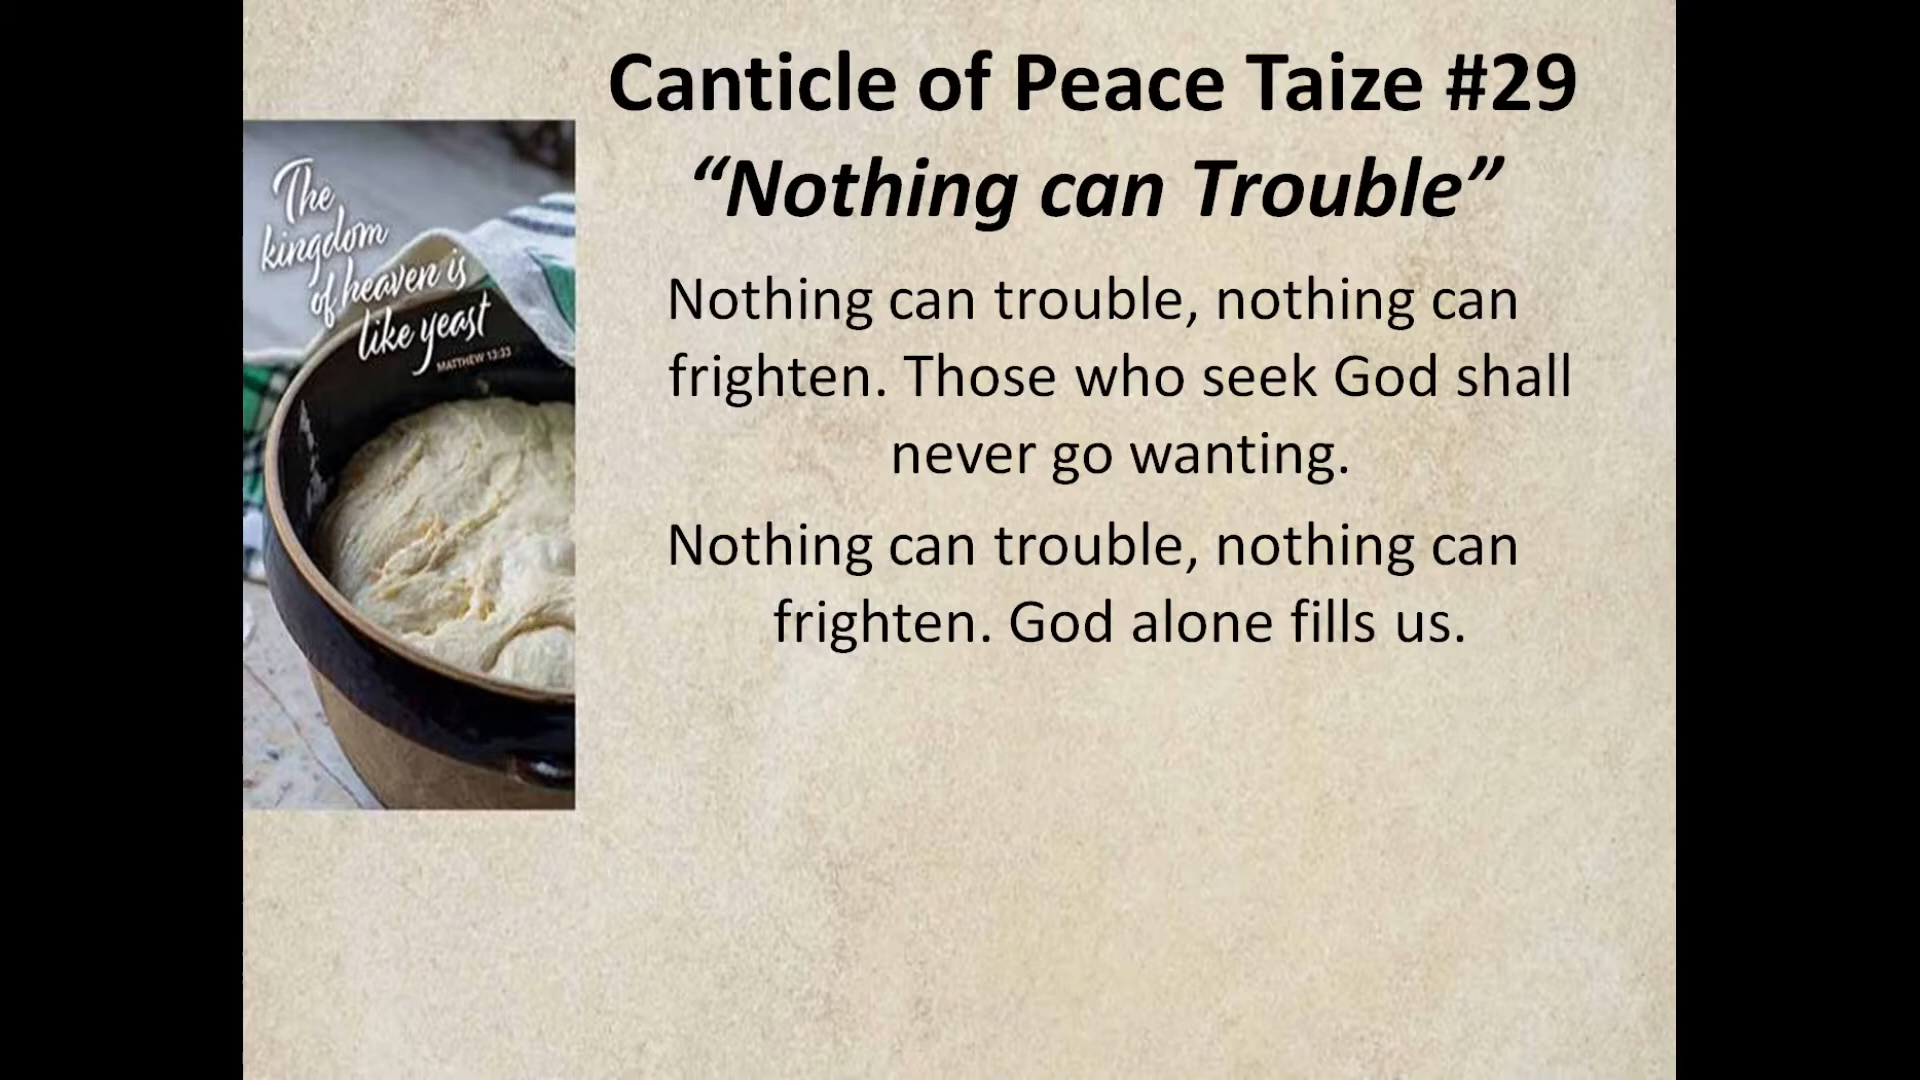 Canticle of Peace Taize #29
“Nothing can Trouble”
The
kingdom
of heaven is
like yeast
MATTHEW 13:33
Nothing can trouble, nothing can
frighten. Those who seek God shall
never go wanting.
Nothing can trouble, nothing can
frighten. God alone fills us.